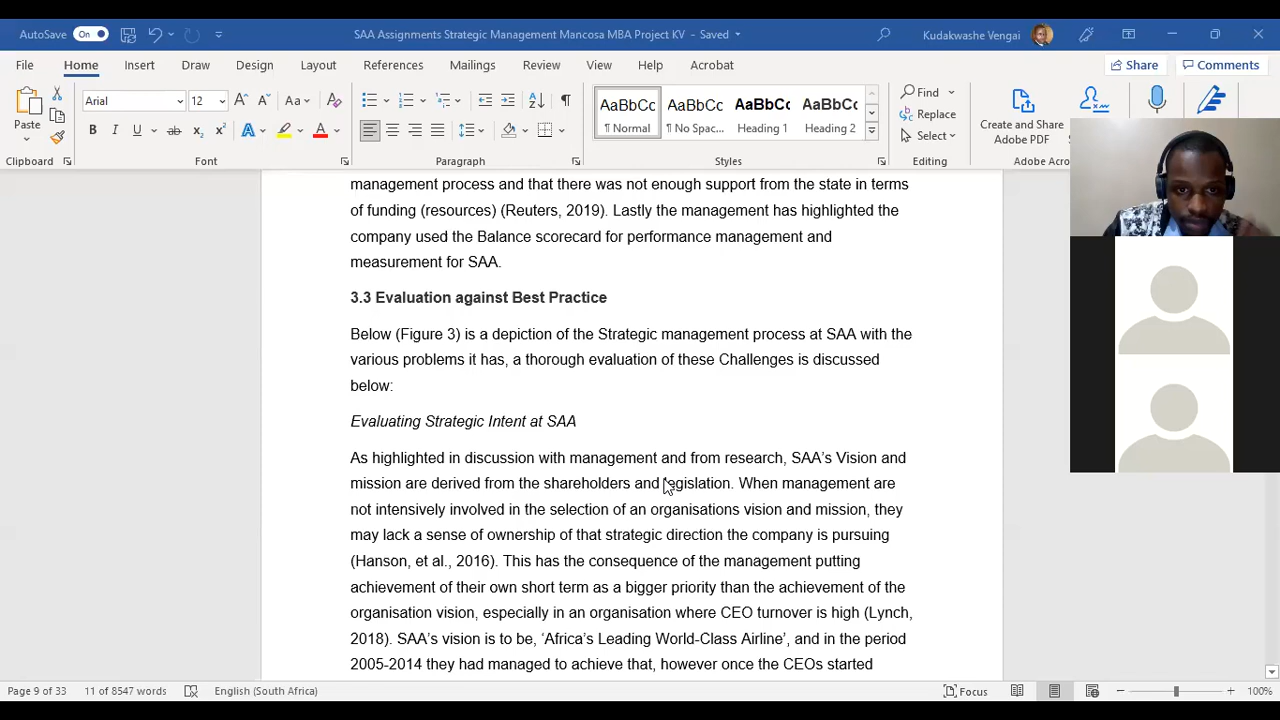 AutoSave On SAA Assignments Strategic Management Mancosa MBA Project KV - Saved Kudakwashe Vengai
File Home Insert Draw Design Layout References Mailings Review View Help Acrobat Share Comments
Paste
Arial 12 Aa
B I U ab x₂ x² A A
AaBbCc AaBbCc AaBbCc AaBbCc
¶ Normal ¶ No Spac... Heading 1 Heading 2
Find
Replace
Select
Create and Share
Adobe PDF
Clipboard Font Paragraph Styles Editing Adobe Acro
management process and that there was not enough support from the state in terms
of funding (resources) (Reuters, 2019). Lastly the management has highlighted the
company used the Balance scorecard for performance management and
measurement for SAA.
3.3 Evaluation against Best Practice
Below (Figure 3) is a depiction of the Strategic management process at SAA with the
various problems it has, a thorough evaluation of these Challenges is discussed
below:
Evaluating Strategic Intent at SAA
As highlighted in discussion with management and from research, SAA's Vision and
mission are derived from the shareholders and legislation. When management are
not intensively involved in the selection of an organisations vision and mission, they
may lack a sense of ownership of that strategic direction the company is pursuing
(Hanson, et al., 2016). This has the consequence of the management putting
achievement of their own short term as a bigger priority than the achievement of the
organisation vision, especially in an organisation where CEO turnover is high (Lynch,
2018). SAA's vision is to be, 'Africa's Leading World-Class Airline', and in the period
2005-2014 they had managed to achieve that, however once the CEOs started
Page 9 of 33 11 of 8547 words English (South Africa) Focus 100%